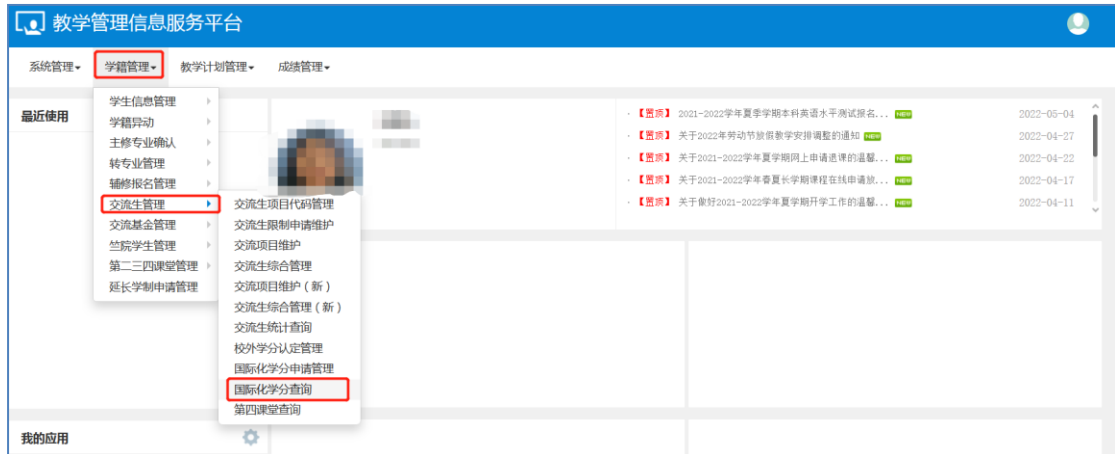 教学管理信息服务平台
系统管理 学籍管理 教学计划管理 成绩管理
最近使用
学生信息管理
学籍异动
主修专业确认
转专业管理
辅修报名管理
交流生管理
交流基金管理
竺院学生管理
第二三四课堂管理
延长学制申请管理
交流生项目代码管理
交流生限制申请维护
交流项目维护
交流生综合管理
交流项目维护（新）
交流生综合管理（新）
交流生统计查询
校外学分认定管理
国际化学分申请管理
国际化学分查询
第四课堂查询
·【置顶】 2021-2022学年夏季学期本科英语水平测试报名... NEW 2022-05-04
·【置顶】 关于2022年劳动节放假教学安排调整的通知 NEW 2022-04-27
·【置顶】 关于2021-2022学年夏学期网上申请退课的温馨... NEW 2022-04-22
·【置顶】 关于2021-2022学年春夏长学期课程在线申请放... NEW 2022-04-17
·【置顶】 关于做好2021-2022学年夏学期开学工作的温馨... NEW 2022-04-11
我的应用